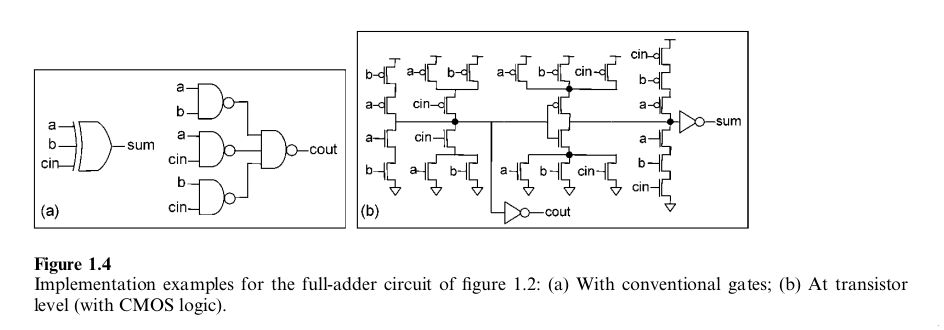 a
b
cin
sum
a
b
a
cin
b
cin
cout
(a)
b
a
a
b
a
b
cin
cin
a
b
a
b
cin
a
b
cin
cin
b
a
a
b
cin
sum
cout
(b)
Figure 1.4
Implementation examples for the full-adder circuit of figure 1.2: (a) With conventional gates; (b) At transistor
level (with CMOS logic).